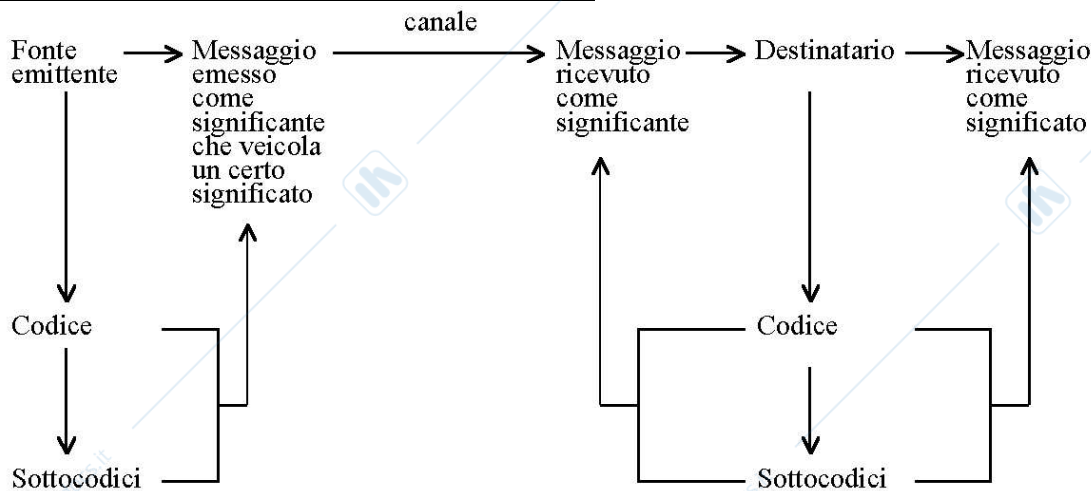 canale
Fonte
emittente
Messaggio
emesso
come
significante
che veicola
un certo
significato
Messaggio
ricevuto
come
significante
Destinatario
Messaggio
ricevuto
come
significato
Codice
Sottocodici
Codice
Sottocodici